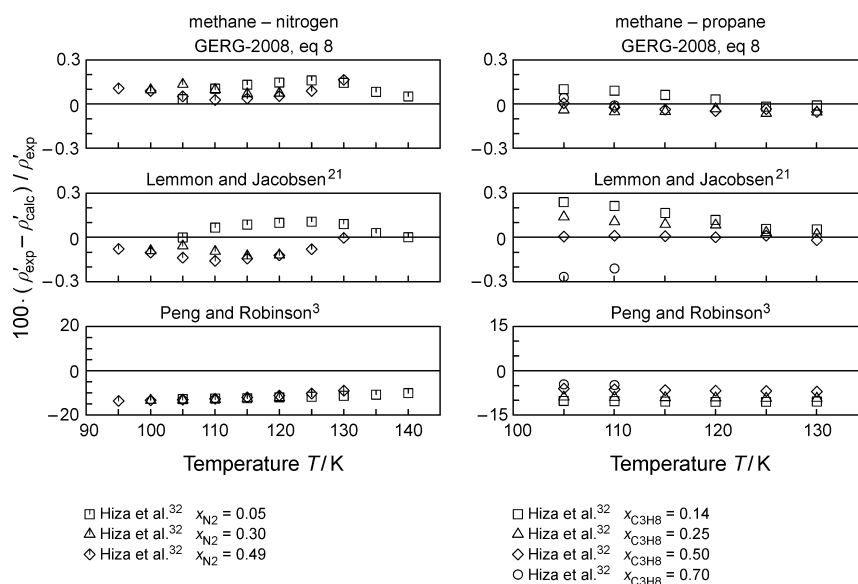 methane – nitrogen
GERG-2008, eq 8
0.3
0
–0.3
Lemmon and Jacobsen21
0.3
0
–0.3
Peng and Robinson3
20
0
–20
90 100 110 120 130 140
Temperature T/K
100·(ρ′exp – ρ′calc) / ρ′exp
methane – propane
GERG-2008, eq 8
0.3
0
–0.3
Lemmon and Jacobsen21
0.3
0
–0.3
Peng and Robinson3
15
0
–15
100 110 120 130
Temperature T/K
Hiza et al.32 xN2 = 0.05
Hiza et al.32 xN2 = 0.30
Hiza et al.32 xN2 = 0.49
Hiza et al.32 xC3H8 = 0.14
Hiza et al.32 xC3H8 = 0.25
Hiza et al.32 xC3H8 = 0.50
Hiza et al.32 xC3H8 = 0.70